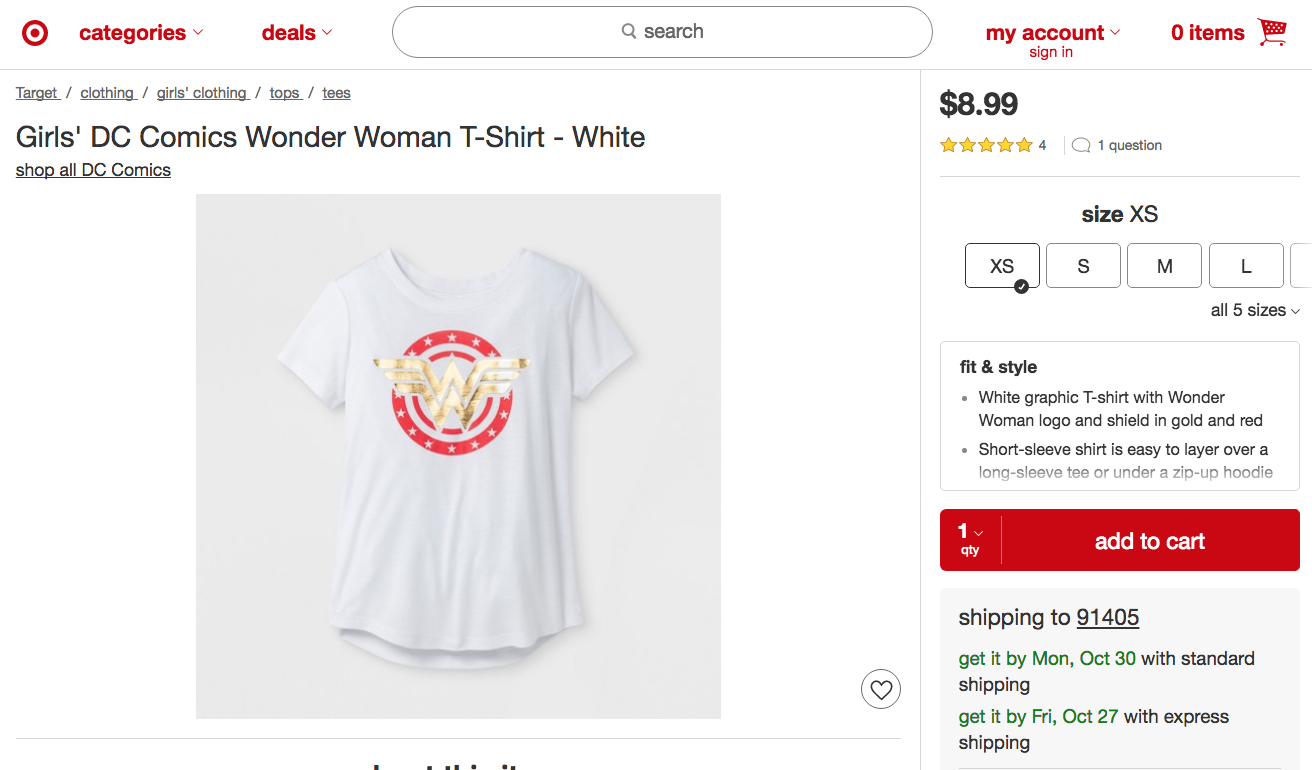 categories
deals
search
my account
sign in
0 items
Target / clothing / girls' clothing / tops / tees
Girls' DC Comics Wonder Woman T-Shirt - White
shop all DC Comics
$8.99
4
1 question
size XS
XS
S
M
L
all 5 sizes
fit & style
White graphic T-shirt with Wonder
Woman logo and shield in gold and red
Short-sleeve shirt is easy to layer over a
long-sleeve tee or under a zip-up hoodie
1
qty
add to cart
shipping to 91405
get it by Mon, Oct 30 with standard
shipping
get it by Fri, Oct 27 with express
shipping